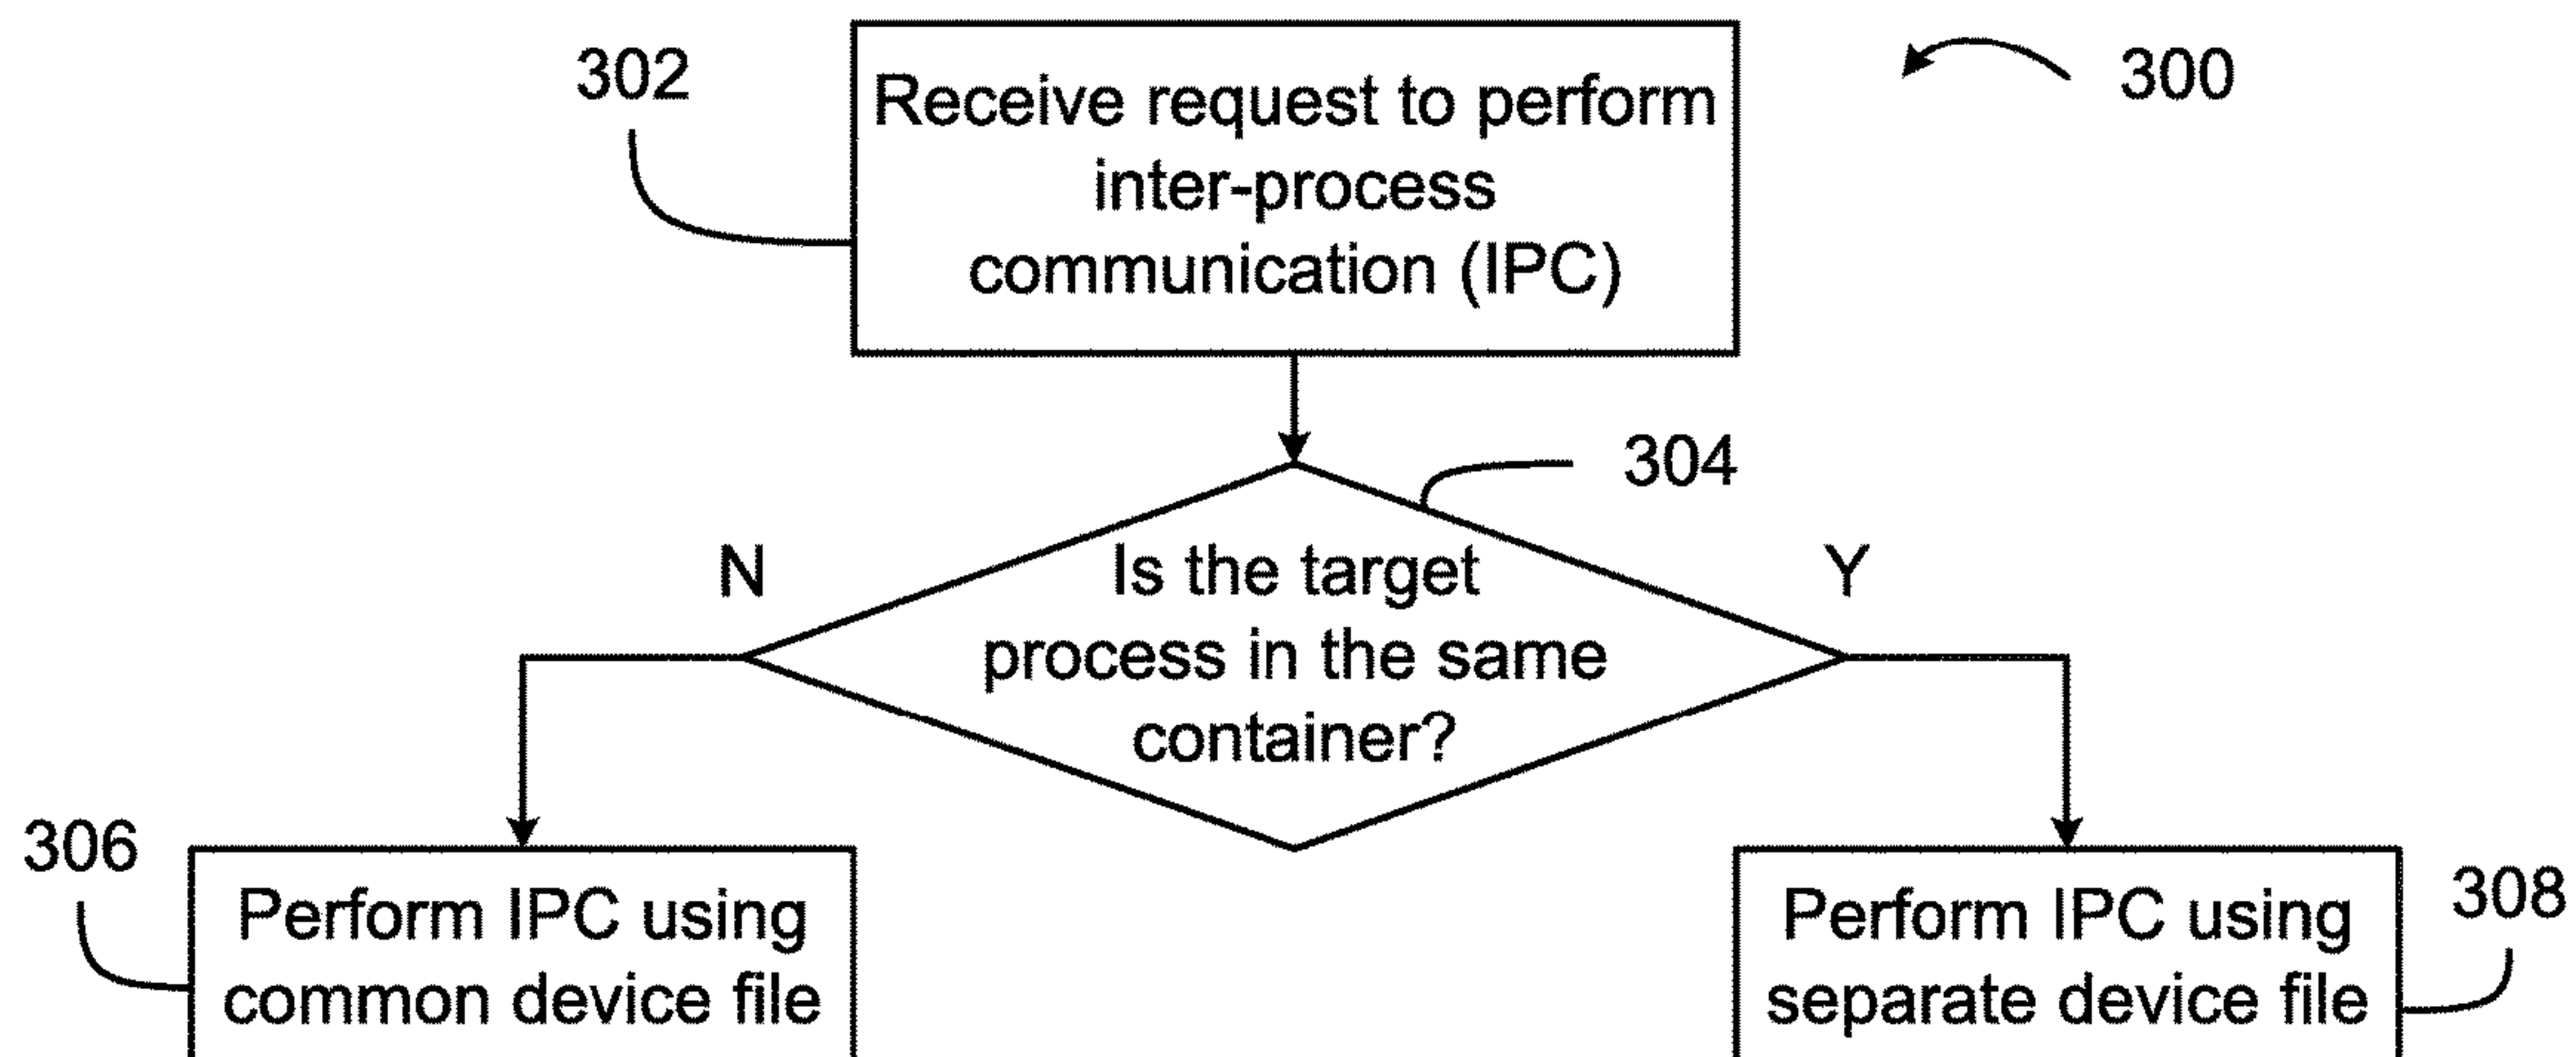 302
Receive request to perform
inter-process
communication (IPC)
300
304
N
Is the target
process in the same
container?
Y
306
Perform IPC using
common device file
Perform IPC using
separate device file
308